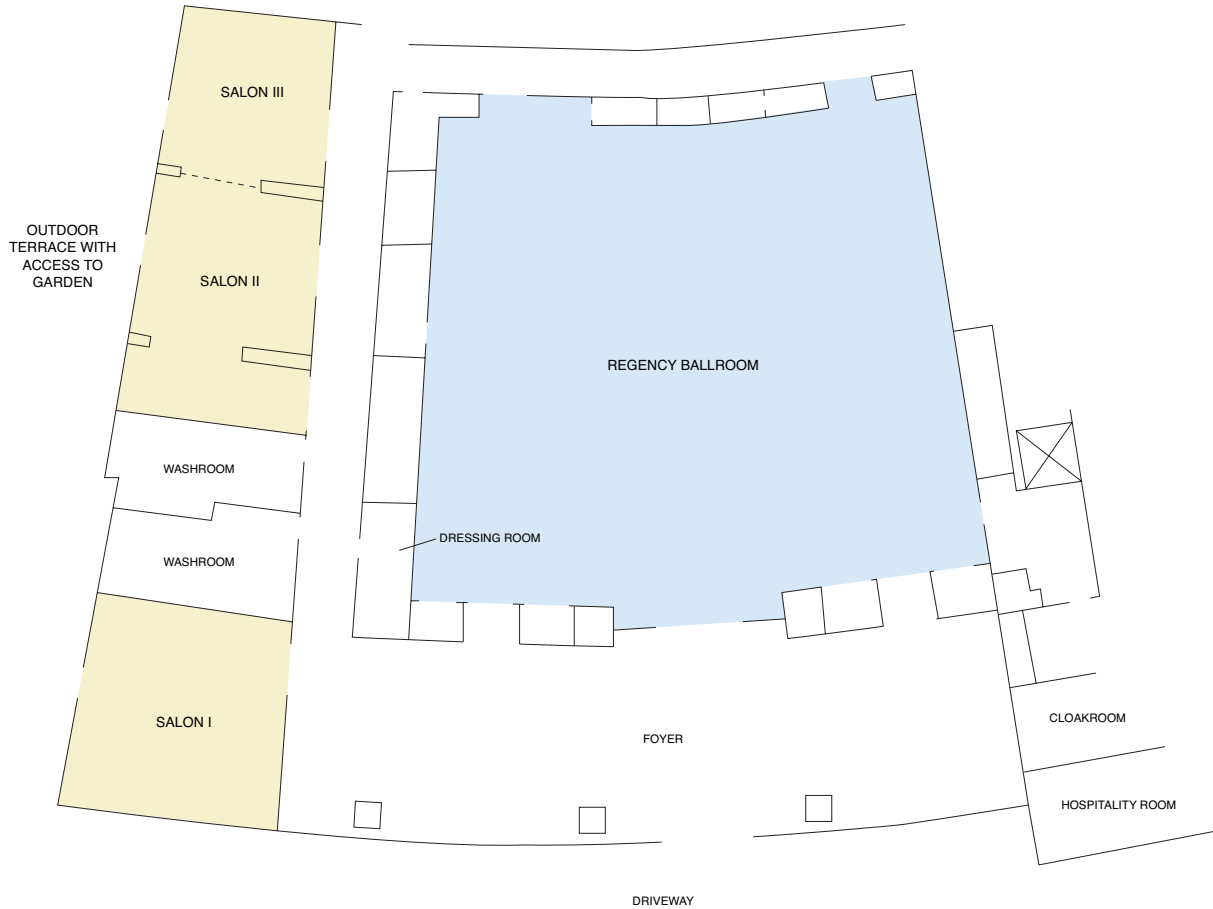 SALON III
OUTDOOR
TERRACE WITH
ACCESS TO
GARDEN
SALON II
REGENCY BALLROOM
WASHROOM
DRESSING ROOM
WASHROOM
SALON I
CLOAKROOM
FOYER
HOSPITALITY ROOM
DRIVEWAY